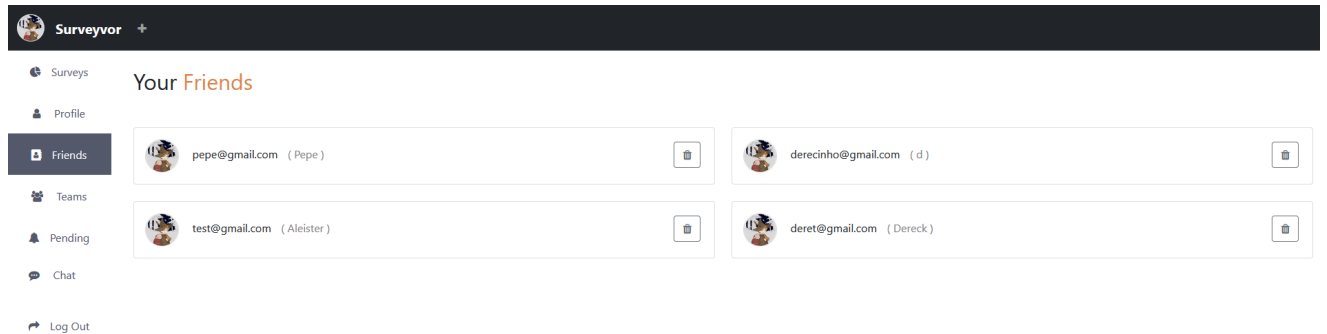 Surveyvor +
Surveys
Profile
Friends
Teams
Pending
Chat
Log Out
Your Friends
pepe@gmail.com ( Pepe )
derecinho@gmail.com ( d )
test@gmail.com ( Aleister )
deret@gmail.com ( Dereck )